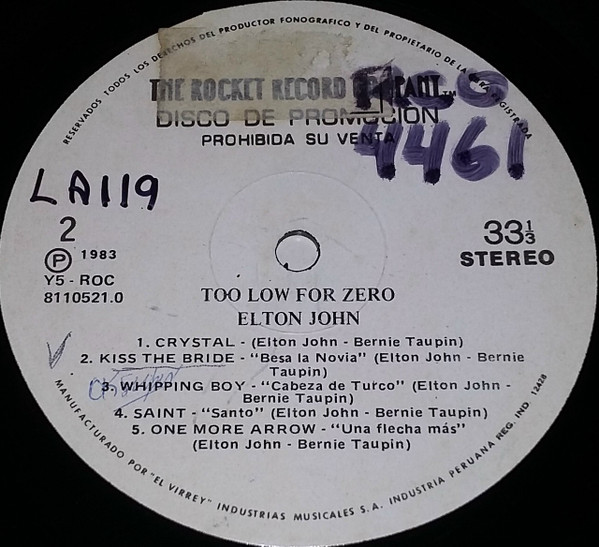 RESERVADOS TODOS LOS DERECHOS DEL PRODUCTOR FONOGRAFICO Y DEL PROPIETARIO DE LA OBRA REGISTRADA
THE ROCKET RECORD
DISCO DE PROMOCION
PROHIBIDA SU VENTA
4461
LA119
2
Ⓟ 1983
Y5 - ROC
8110521.0
33⅓
STEREO
TOO LOW FOR ZERO
ELTON JOHN
1. CRYSTAL - (Elton John - Bernie Taupin)
2. KISS THE BRIDE - "Besa la Novia" (Elton John - Bernie
Taupin)
3. WHIPPING BOY - "Cabeza de Turco" (Elton John -
Bernie Taupin)
4. SAINT - "Santo" (Elton John - Bernie Taupin)
5. ONE MORE ARROW - "Una flecha más"
(Elton John - Bernie Taupin)
MANUFACTURADO POR "EL VIRREY" INDUSTRIAS MUSICALES S.A. INDUSTRIA PERUANA REG. IND. 12428